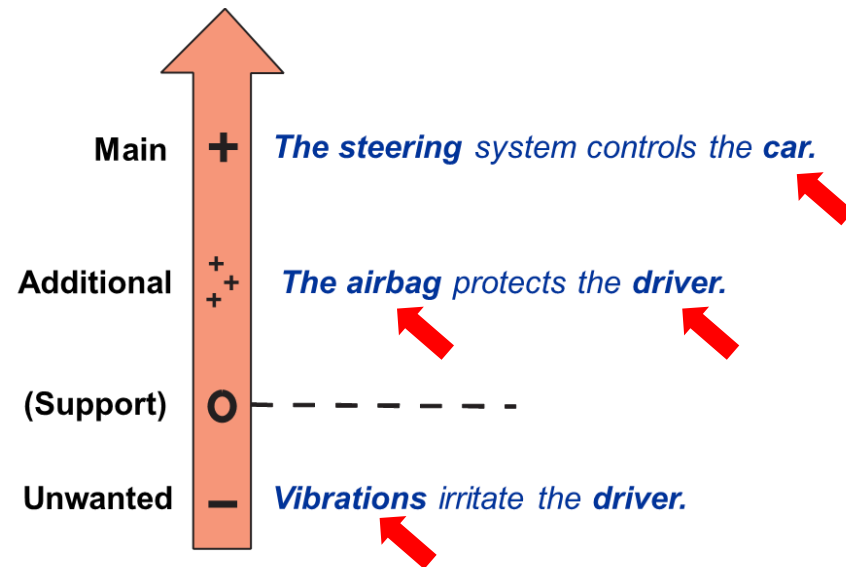 Main + The steering system controls the car.
Additional + + + The airbag protects the driver.
(Support) O
Unwanted – Vibrations irritate the driver.